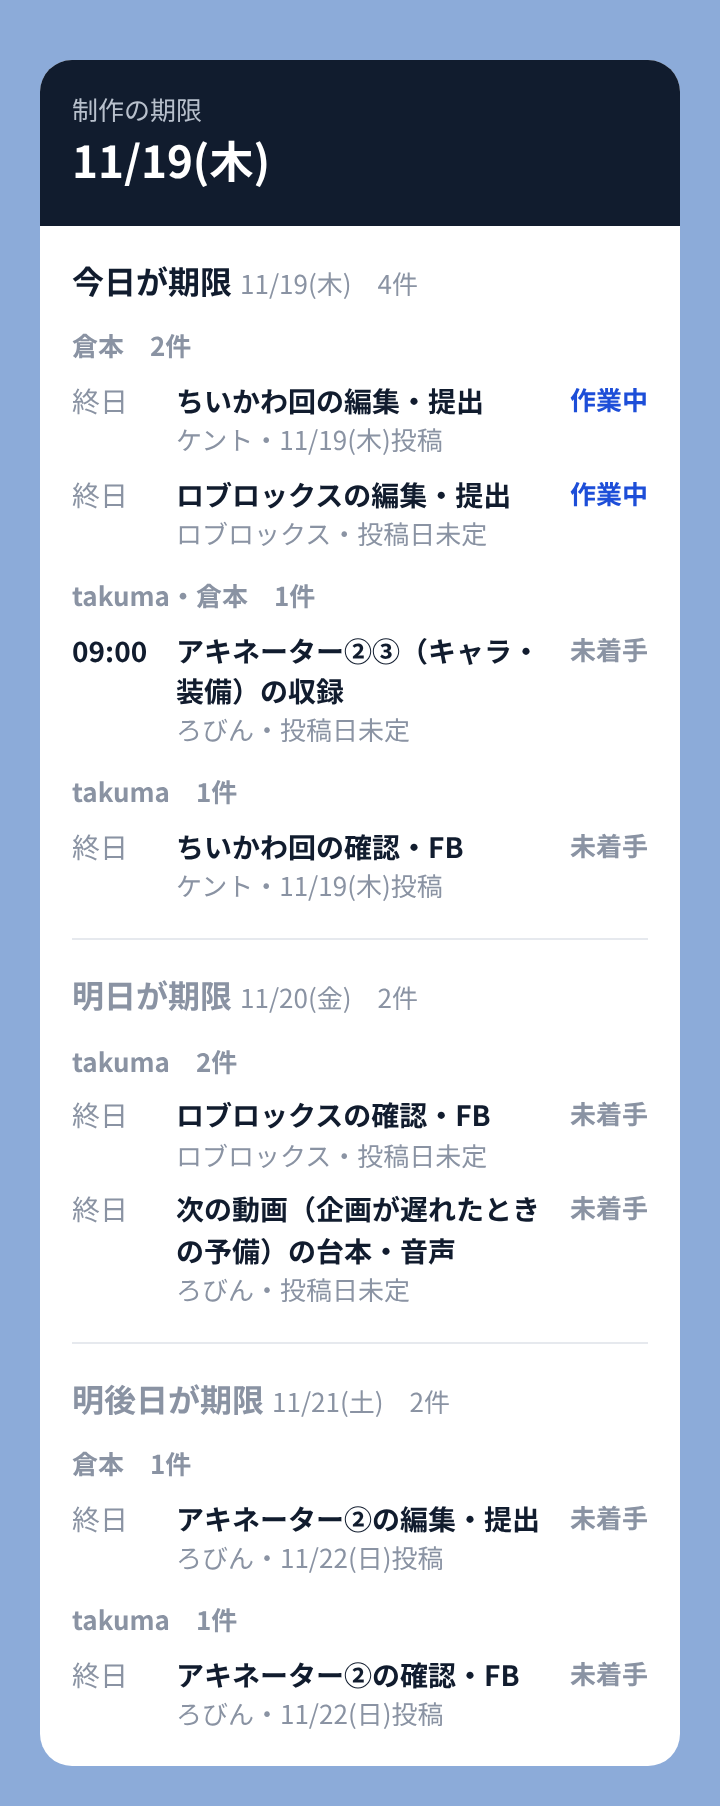 制作の期限
11/19(木)
今日が期限 11/19(木) 4件
倉本 2件
終日 ちいかわ回の編集・提出 作業中
ケント・11/19(木)投稿
終日 ロブロックスの編集・提出 作業中
ロブロックス・投稿日未定
takuma・倉本 1件
09:00 アキネーター②③（キャラ・ 未着手
装備）の収録
ろびん・投稿日未定
takuma 1件
終日 ちいかわ回の確認・FB 未着手
ケント・11/19(木)投稿
明日が期限 11/20(金) 2件
takuma 2件
終日 ロブロックスの確認・FB 未着手
ロブロックス・投稿日未定
終日 次の動画（企画が遅れたとき 未着手
の予備）の台本・音声
ろびん・投稿日未定
明後日が期限 11/21(土) 2件
倉本 1件
終日 アキネーター②の編集・提出 未着手
ろびん・11/22(日)投稿
takuma 1件
終日 アキネーター②の確認・FB 未着手
ろびん・11/22(日)投稿